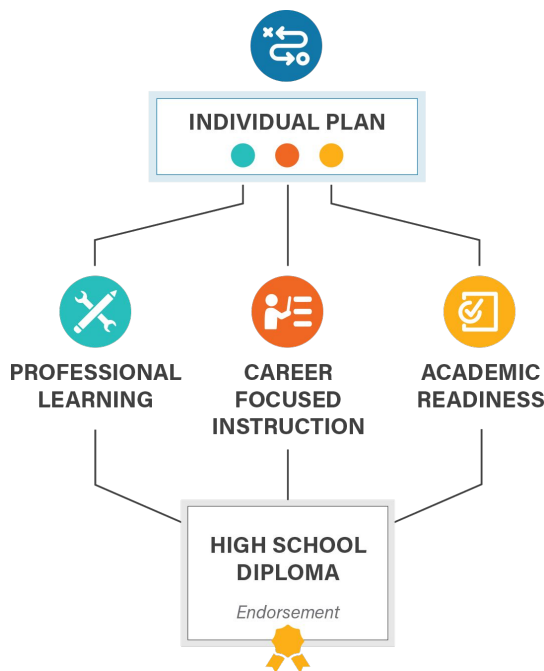 INDIVIDUAL PLAN
PROFESSIONAL
LEARNING
CAREER
FOCUSED
INSTRUCTION
ACADEMIC
READINESS
HIGH SCHOOL
DIPLOMA
Endorsement